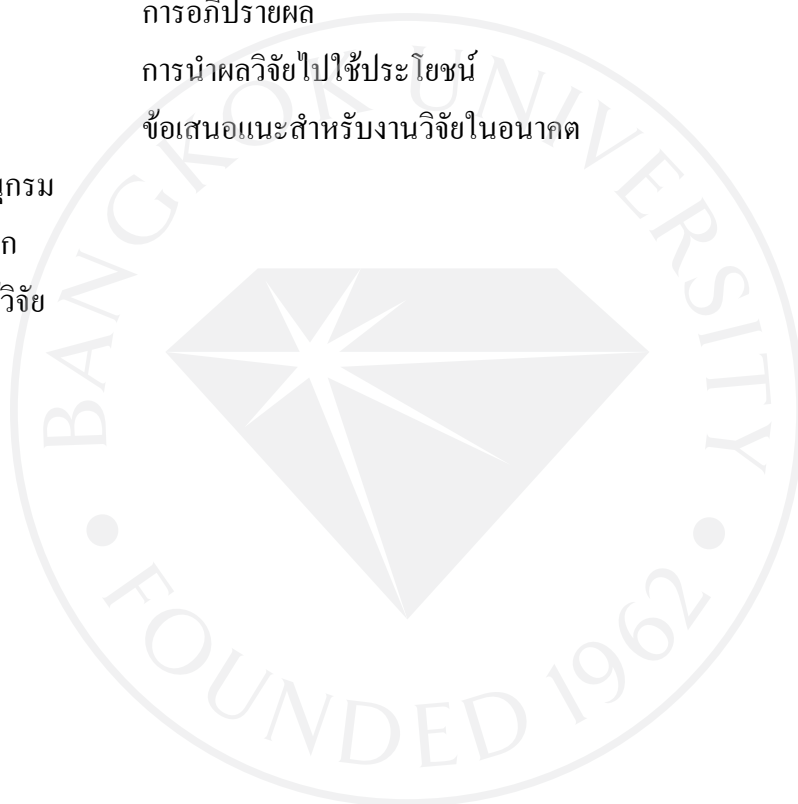 การอภิปรายผล
การนำผลวิจัยไปใช้ประโยชน์
ข้อเสนอแนะสำหรับงานวิจัยในอนาคต
วิจัย
BANGKOK UNIVERSITY
FOUNDED 1962